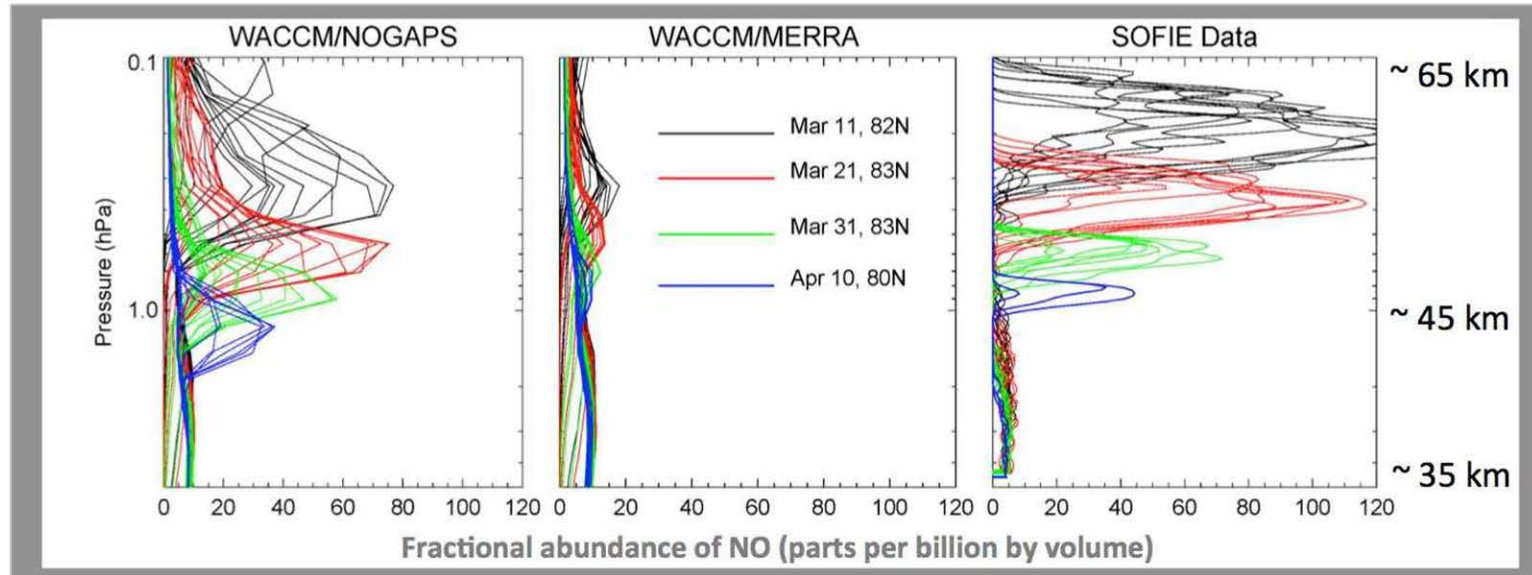 WACCM/NOGAPS
WACCM/MERRA
SOFIE Data
0.1
1.0
Pressure (hPa)
Mar 11, 82N
Mar 21, 83N
Mar 31, 83N
Apr 10, 80N
~ 65 km
~ 45 km
~ 35 km
0 20 40 60 80 100 120
0 20 40 60 80 100 120
0 20 40 60 80 100 120
Fractional abundance of NO (parts per billion by volume)